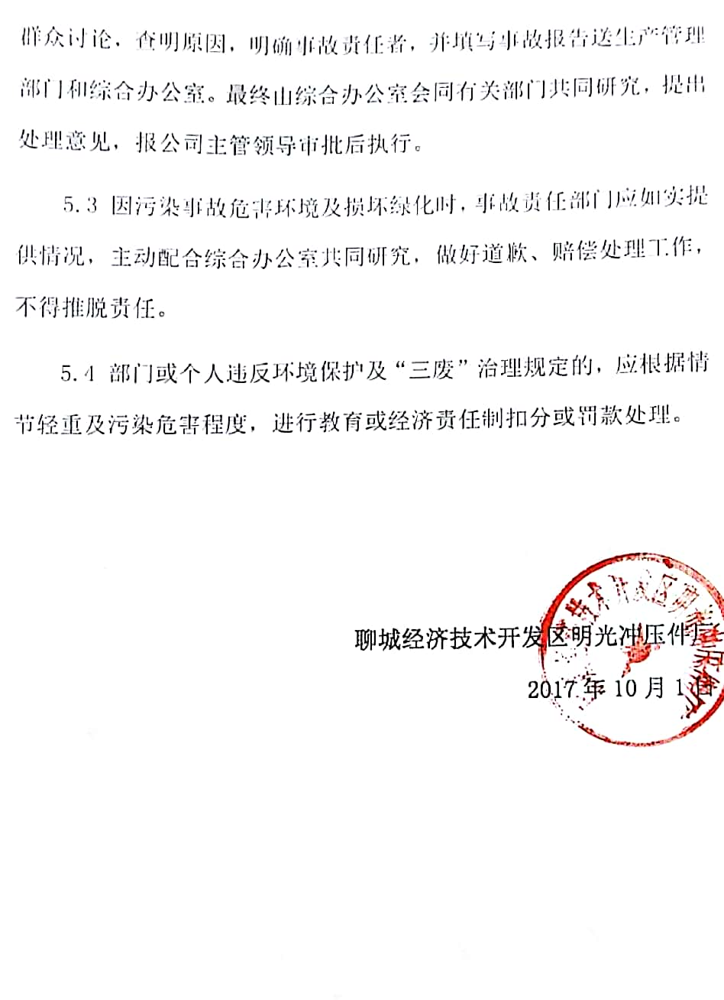 群众讨论，查明原因，明确事故责任者，并填写事故报告送生产管理
部门和综合办公室。最终由综合办公室会同有关部门共同研究，提出
处理意见，报公司主管领导审批后执行。
5.3 因污染事故危害环境及损坏绿化时，事故责任部门应如实提
供情况，主动配合综合办公室共同研究，做好道歉、赔偿处理工作，
不得推脱责任。
5.4 部门或个人违反环境保护及“三废”治理规定的，应根据情
节轻重及污染危害程度，进行教育或经济责任制扣分或罚款处理。
聊城经济技术开发区明光冲压件厂
2017年10月1日